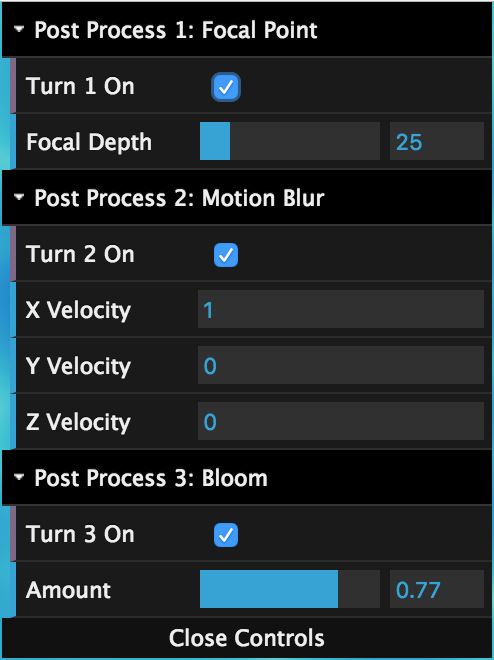 Post Process 1: Focal Point
Turn 1 On
Focal Depth 25
Post Process 2: Motion Blur
Turn 2 On
X Velocity 1
Y Velocity 0
Z Velocity 0
Post Process 3: Bloom
Turn 3 On
Amount 0.77
Close Controls